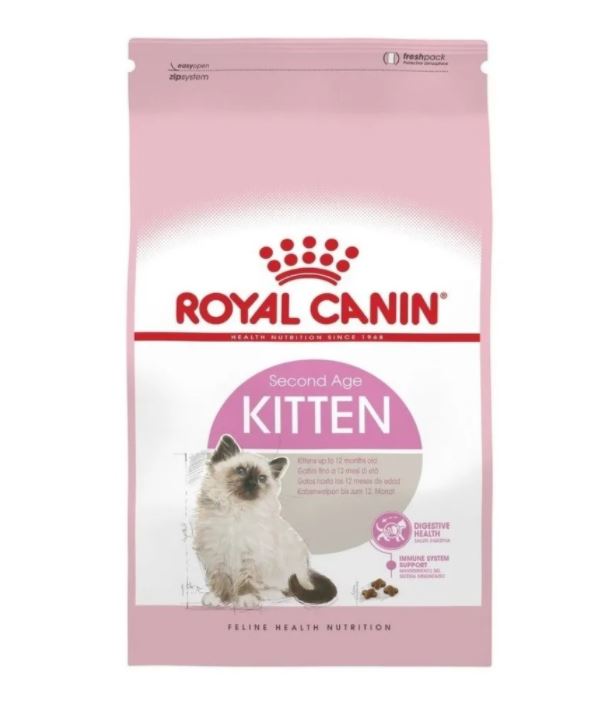 easyopen
zipsystem
freshpack
ROYAL CANIN®
HEALTH NUTRITION SINCE 1968
Second Age
KITTEN
Kittens up to 12 months old
Gattini fino a 12 mesi di età
Gatos hasta los 12 meses de edad
Katzenwelpen bis zum 12. Monat
DIGESTIVE
HEALTH
IMMUNE SYSTEM
SUPPORT
FELINE HEALTH NUTRITION